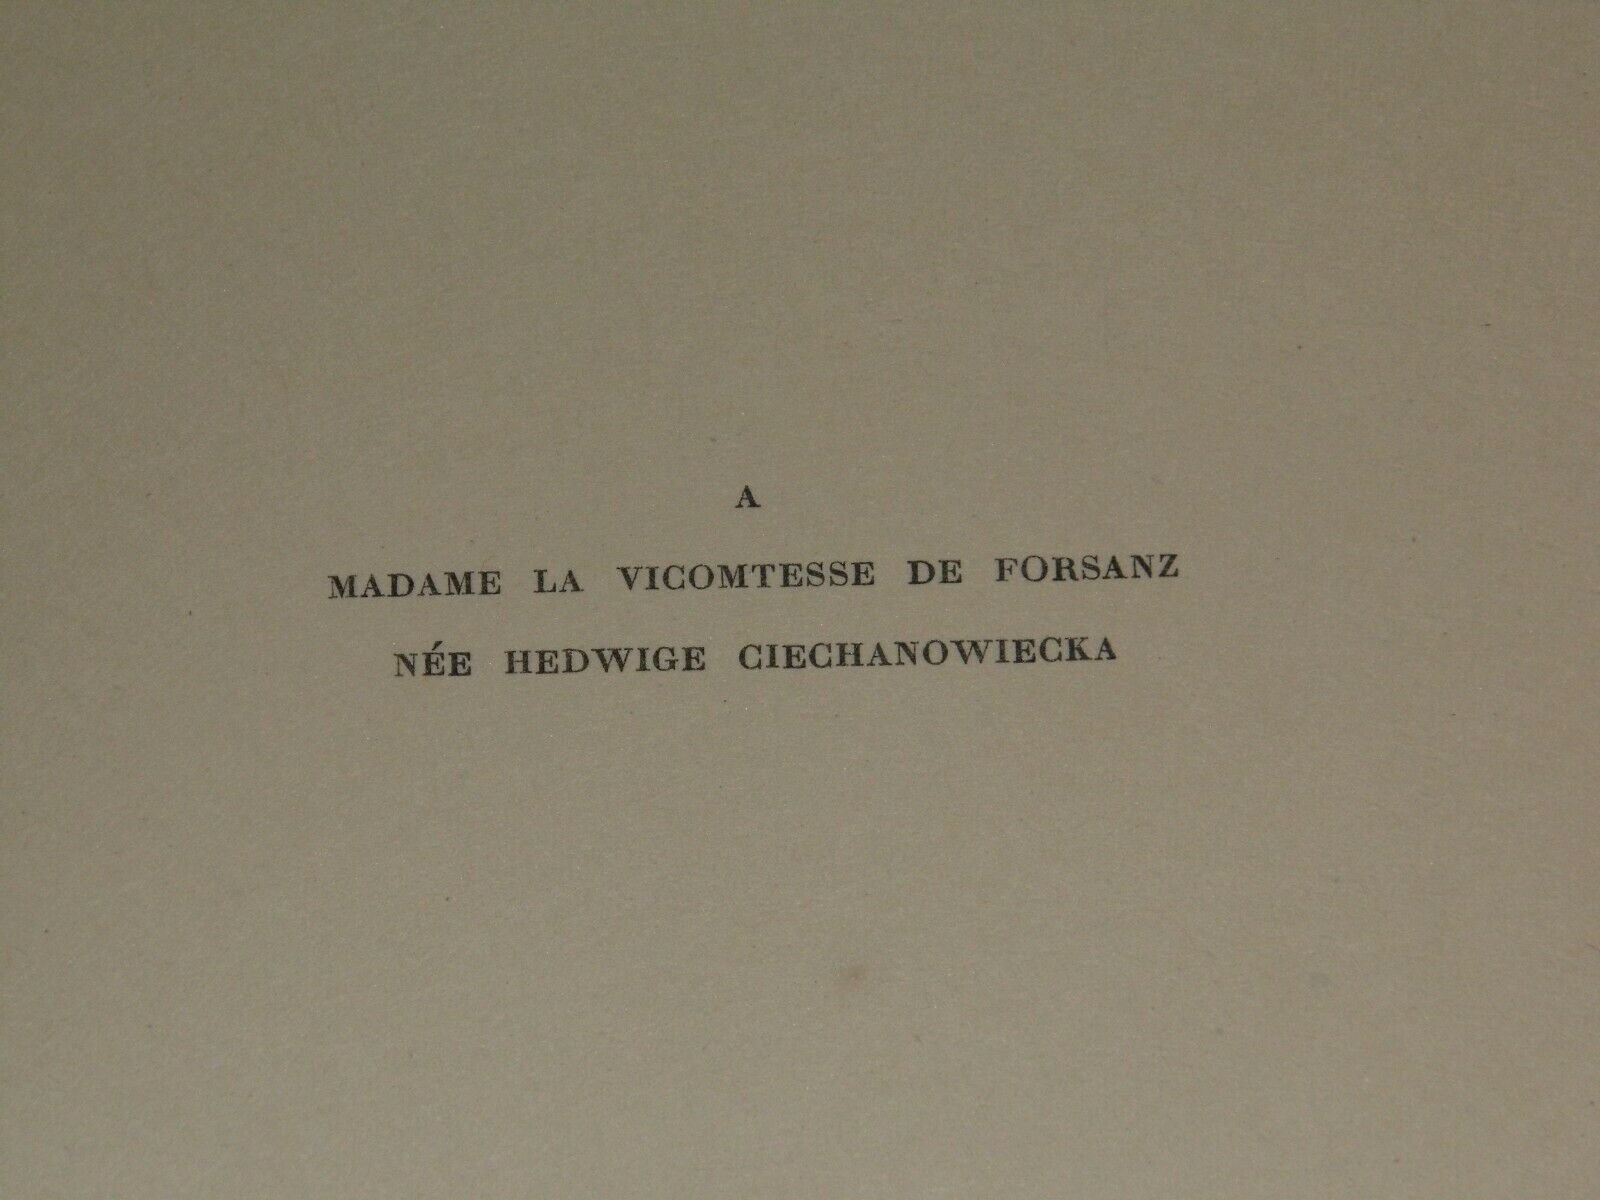 A
MADAME LA VICOMTESSE DE FORSANZ
NÉE HEDWIGE CIECHANOWIECKA